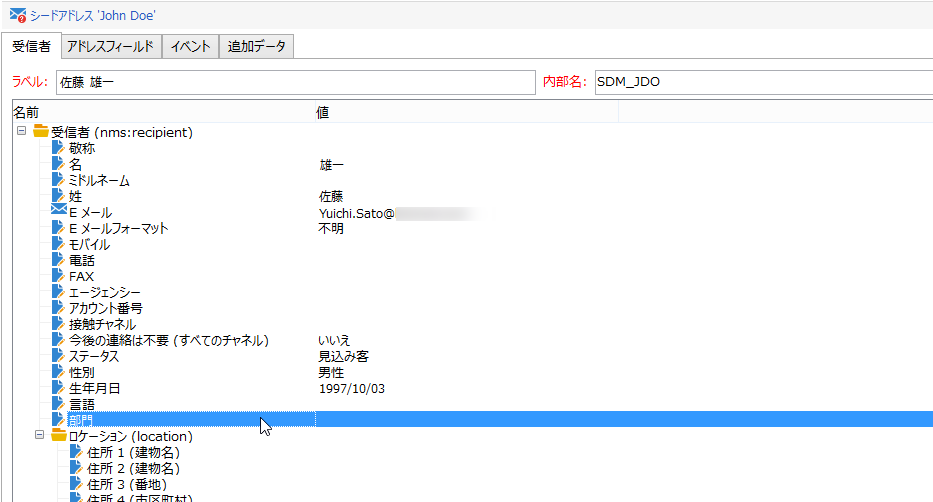 シードアドレス 'John Doe'
受信者 アドレスフィールド イベント 追加データ
ラベル: 佐藤 雄一 内部名: SDM_JDO
名前 値
受信者 (nms:recipient)
敬称
名 雄一
ミドルネーム
姓 佐藤
E メール Yuichi.Sato@
E メールフォーマット 不明
モバイル
電話
FAX
エージェンシー
アカウント番号
接触チャネル
今後の連絡は不要 (すべてのチャネル) いいえ
ステータス 見込み客
性別 男性
生年月日 1997/10/03
言語
部門
ロケーション (location)
住所 1 (建物名)
住所 2 (建物名)
住所 3 (番地)
住所 4 (市区町村)